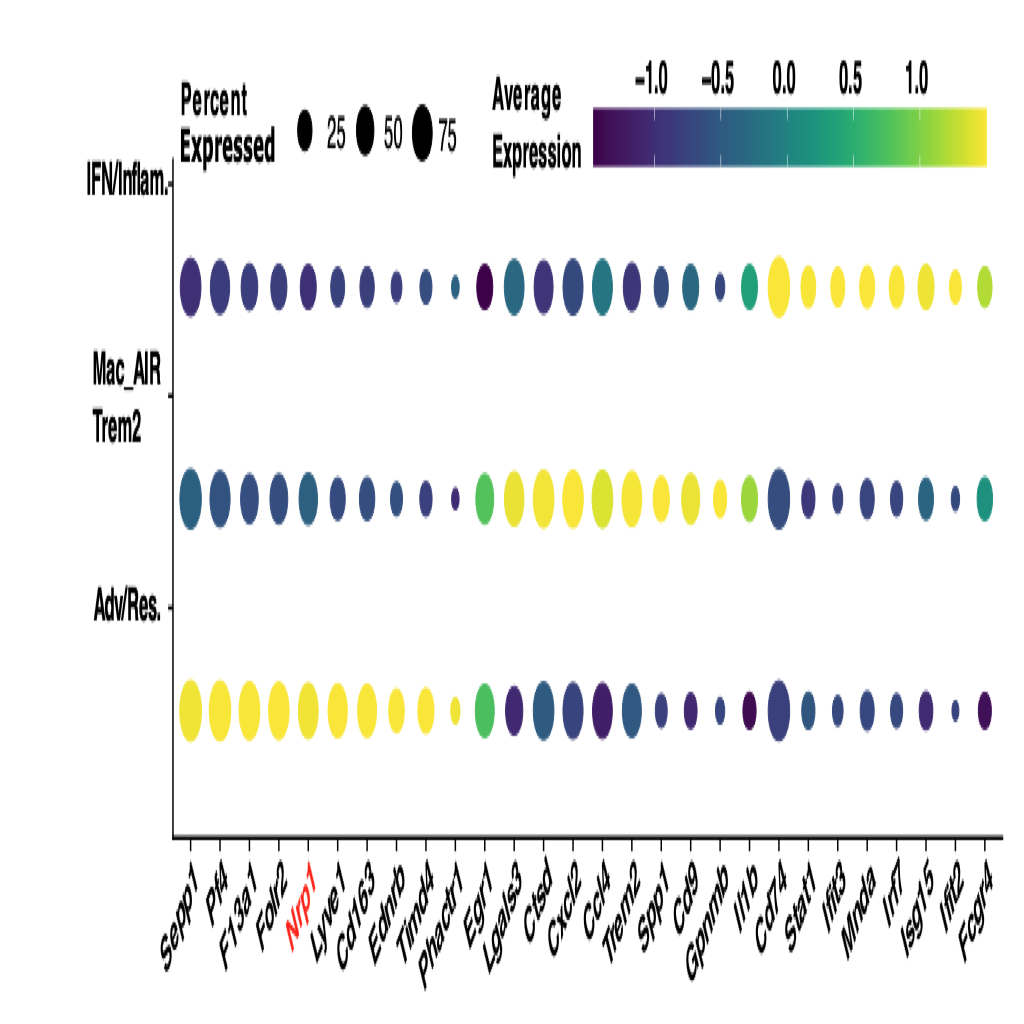 Percent
Expressed
25 50 75
Average
Expression
−1.0 −0.5 0.0 0.5 1.0
IFN/Inflam.
Mac_AIR
Trem2
Adv/Res.
Sepp1 Pf4 F13a1 Folr2 Nrp1 Lyve1 Cd163 Ednrb Timd4 Phactr1 Egr1 Lgals3 Ctsd Cxcl2 Ccl4 Trem2 Spp1 Cd9 Gpnmb Il1b Cd74 Stat1 Ifit3 Mnda Irf7 Isg15 Ifit2 Fcgr4